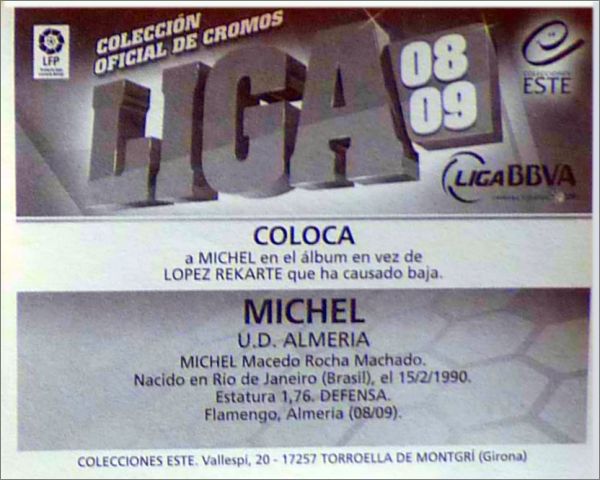 COLECCIÓN
OFICIAL DE CROMOS
LFP
LIGA
08
09
COLECCIONES
ESTE
LIGA BBVA
COLOCA
a MICHEL en el álbum en vez de
LOPEZ REKARTE que ha causado baja.
MICHEL
U.D. ALMERIA
MICHEL Macedo Rocha Machado.
Nacido en Rio de Janeiro (Brasil), el 15/2/1990.
Estatura 1,76. DEFENSA.
Flamengo, Almeria (08/09).
COLECCIONES ESTE. Vallespí, 20 - 17257 TORROELLA DE MONTGRÍ (Girona)